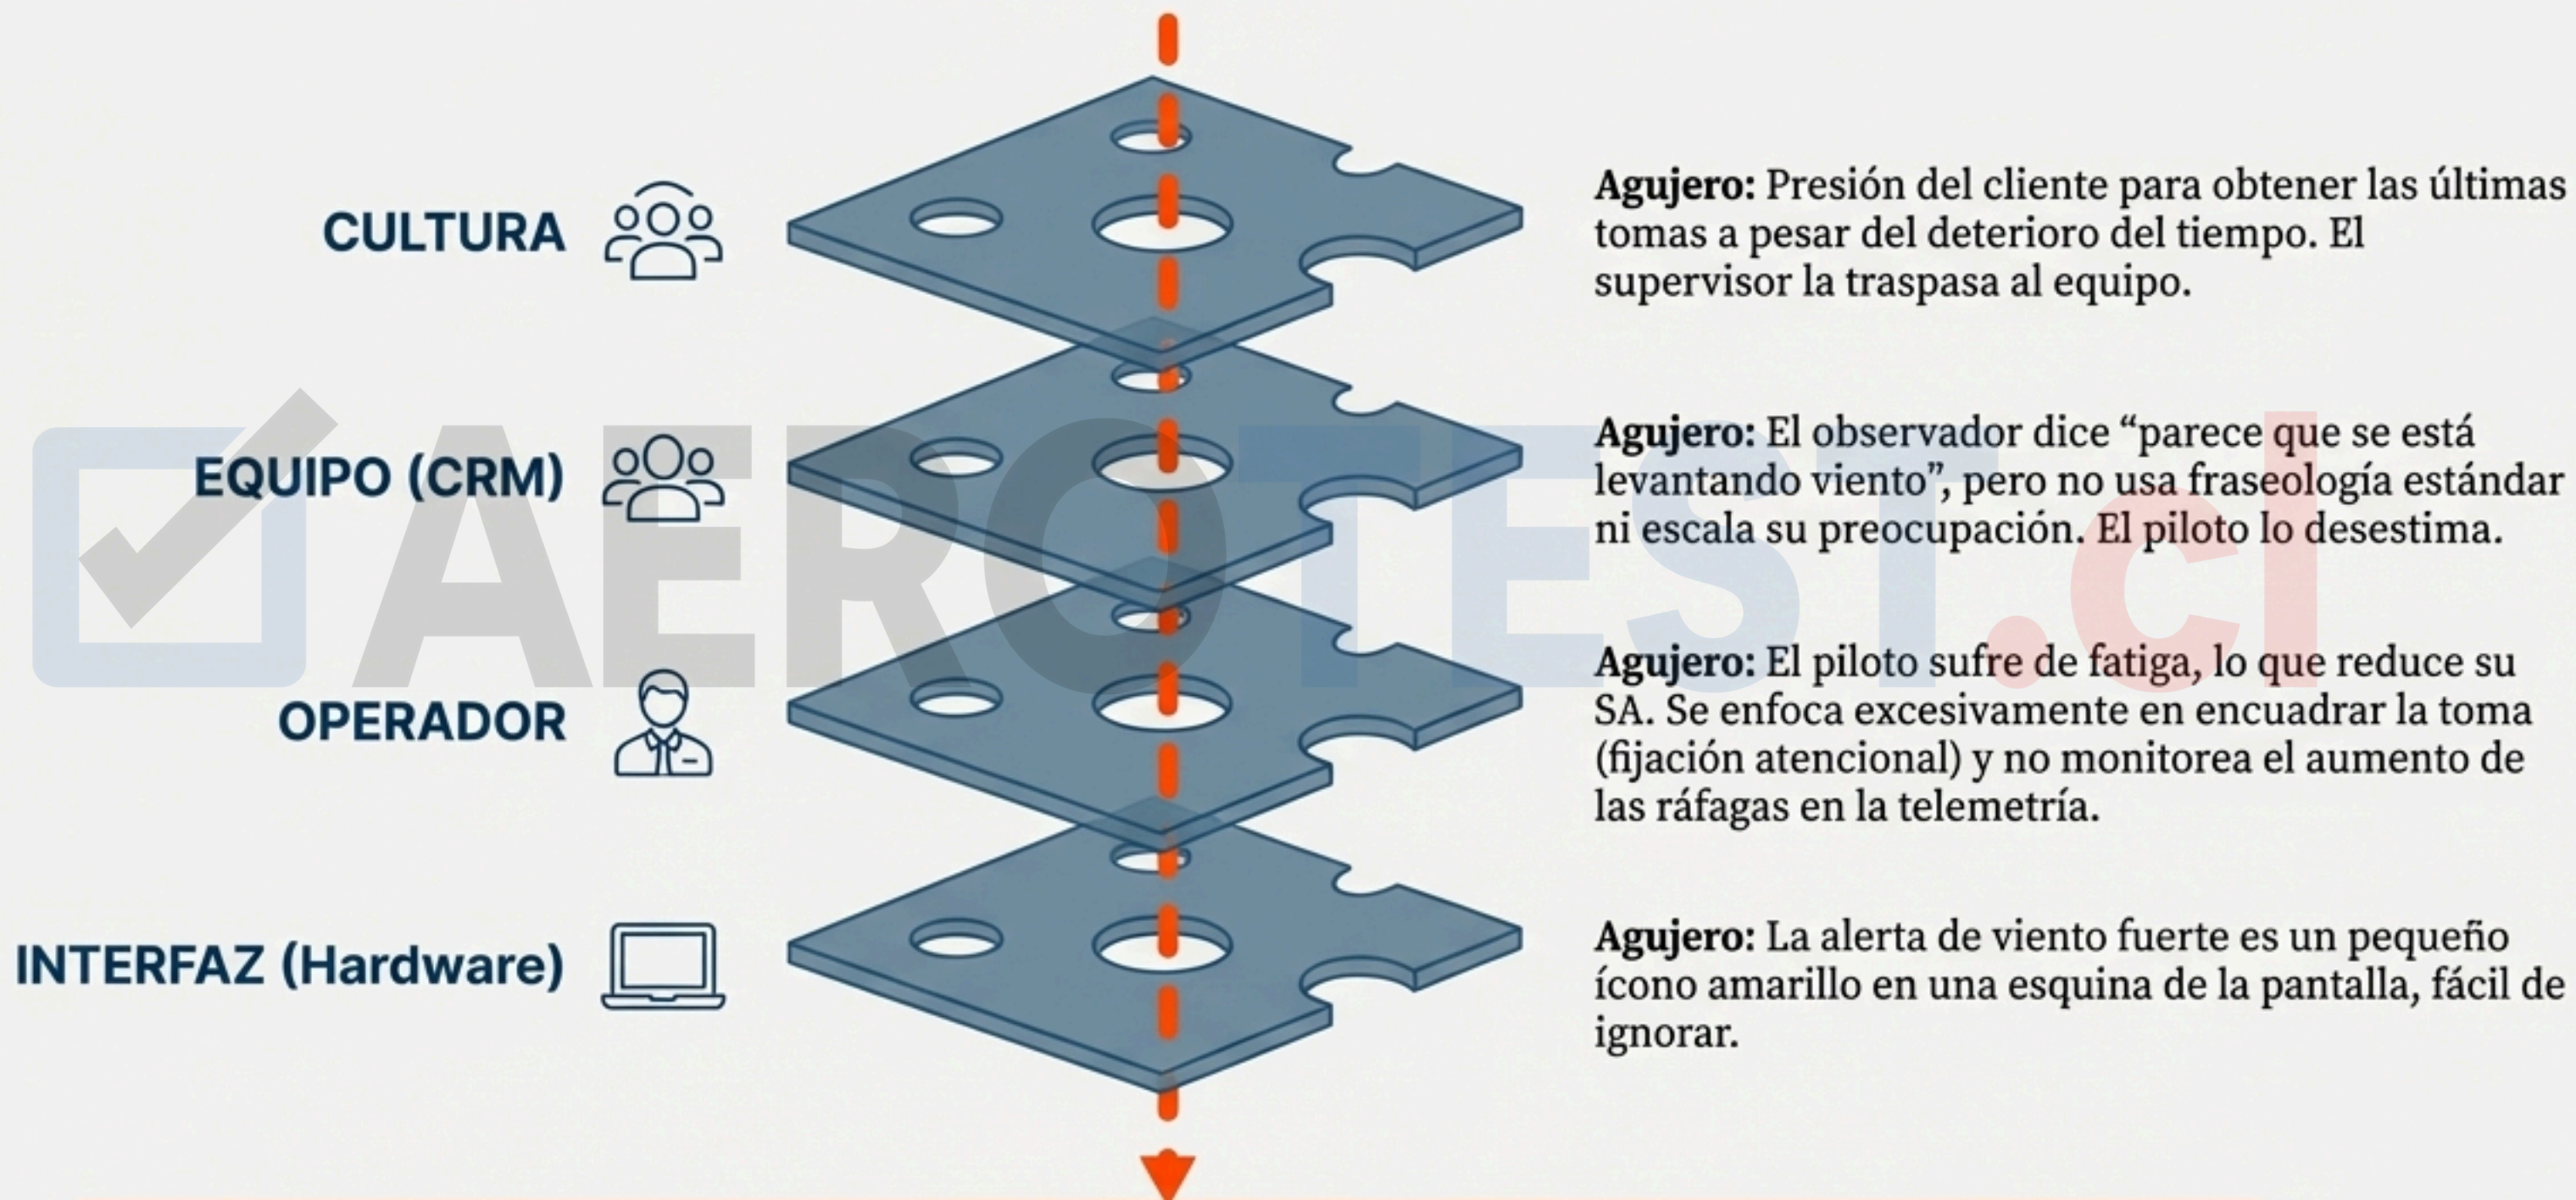 CULTURA
Agujero: Presión del cliente para obtener las últimas
tomas a pesar del deterioro del tiempo. El
supervisor la traspasa al equipo.
EQUIPO (CRM)
Agujero: El observador dice “parece que se está
levantando viento”, pero no usa fraseología estándar
ni escala su preocupación. El piloto lo desestima.
AEROTEST.cl
OPERADOR
Agujero: El piloto sufre de fatiga, lo que reduce su
SA. Se enfoca excesivamente en encuadrar la toma
(fijación atencional) y no monitorea el aumento de
las ráfagas en la telemetría.
INTERFAZ (Hardware)
Agujero: La alerta de viento fuerte es un pequeño
ícono amarillo en una esquina de la pantalla, fácil de
ignorar.